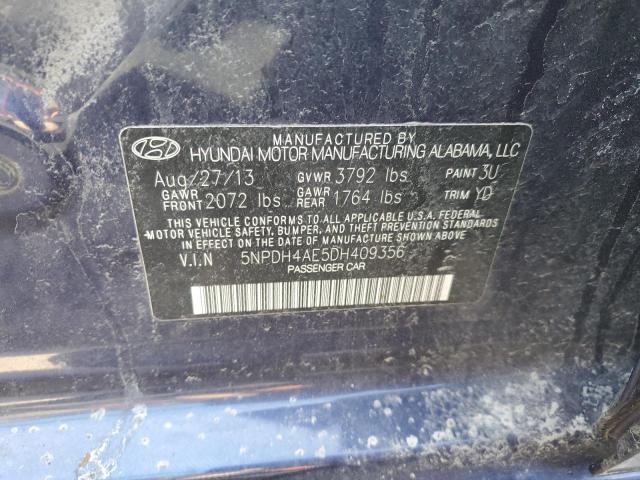 MANUFACTURED BY
HYUNDAI MOTOR MANUFACTURING ALABAMA, LLC
Aug/27/13 GVWR 3792 lbs PAINT 3U
GAWR FRONT 2072 lbs GAWR REAR 1764 lbs TRIM YD
THIS VEHICLE CONFORMS TO ALL APPLICABLE U.S.A. FEDERAL
MOTOR VEHICLE SAFETY, BUMPER, AND THEFT PREVENTION STANDARDS
IN EFFECT ON THE DATE OF MANUFACTURE SHOWN ABOVE.
V.I.N 5NPDH4AE5DH409356
PASSENGER CAR